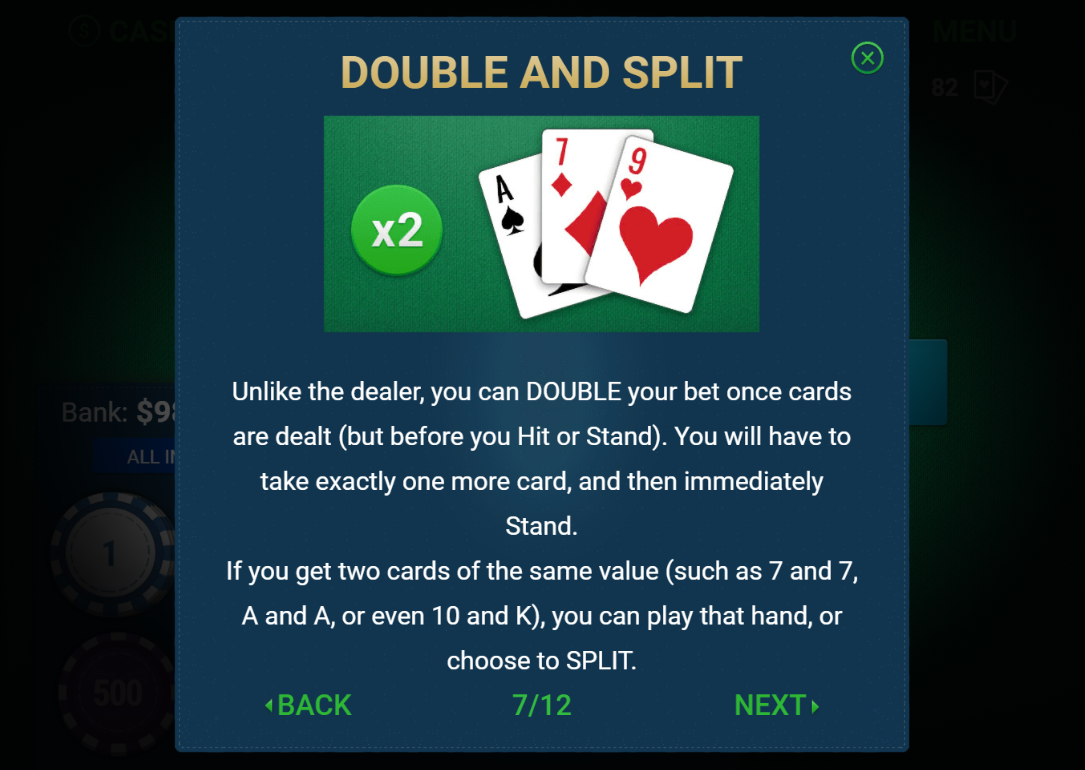 CAS
MENU
DOUBLE AND SPLIT
82
x2
A
7
9
Unlike the dealer, you can DOUBLE your bet once cards
are dealt (but before you Hit or Stand). You will have to
take exactly one more card, and then immediately
Stand.
If you get two cards of the same value (such as 7 and 7,
A and A, or even 10 and K), you can play that hand, or
choose to SPLIT.
Bank: $98
ALL IN
1
500
BACK
7/12
NEXT